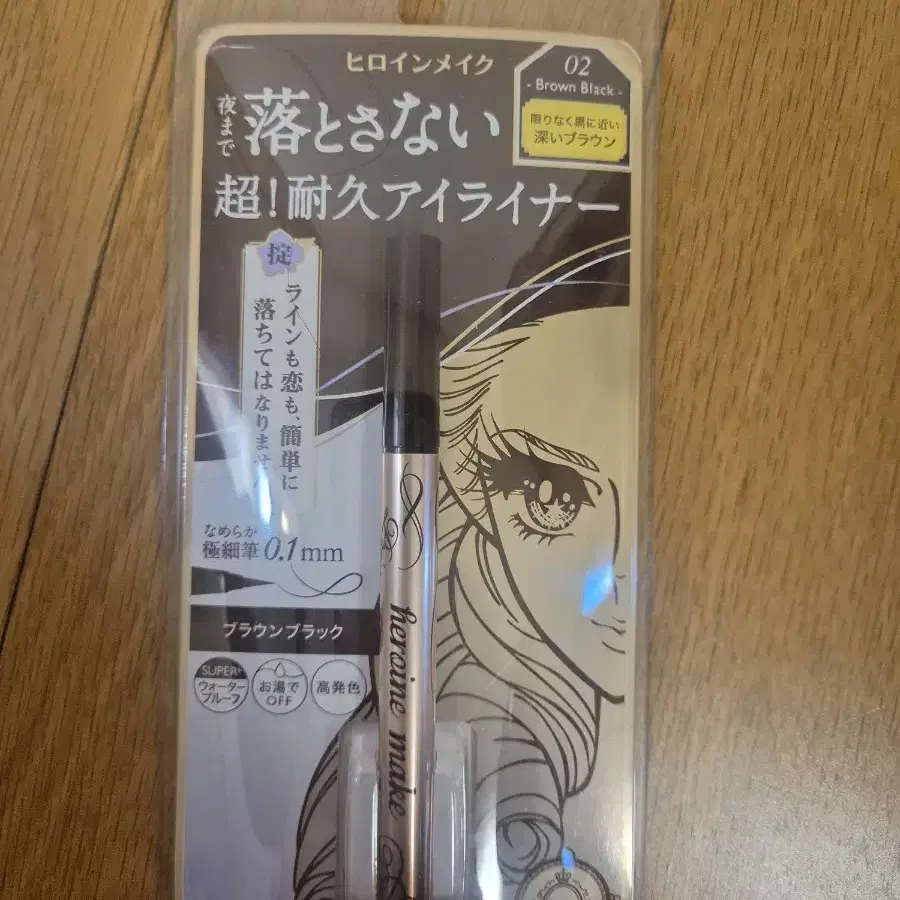 ヒロインメイク
02
- Brown Black -
限りなく黒に近い
深いブラウン
夜まで
落とさない
超!耐久アイライナー
掟
ラインも恋も、簡単に
落ちてはなりませ
なめらか
極細筆0.1mm
ブラウンブラック
SUPER+
ウォーター
プルーフ
お湯で
OFF
高発色
heroine make